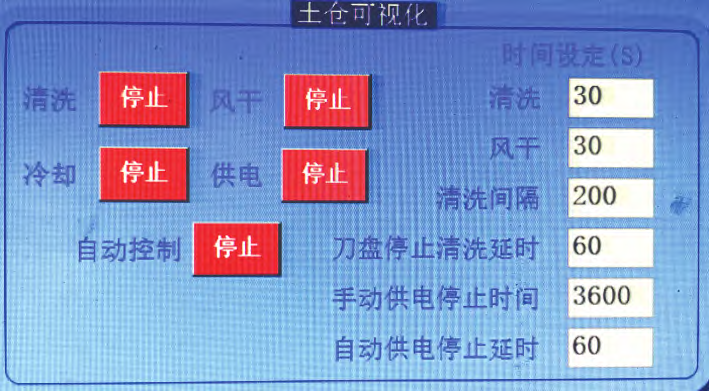 土仓可视化
时间设定(S)
清洗 停止 风干 停止 清洗 30
风干 30
冷却 停止 供电 停止
清洗间隔 200
自动控制 停止 刀盘停止清洗延时 60
手动供电停止时间 3600
自动供电停止延时 60